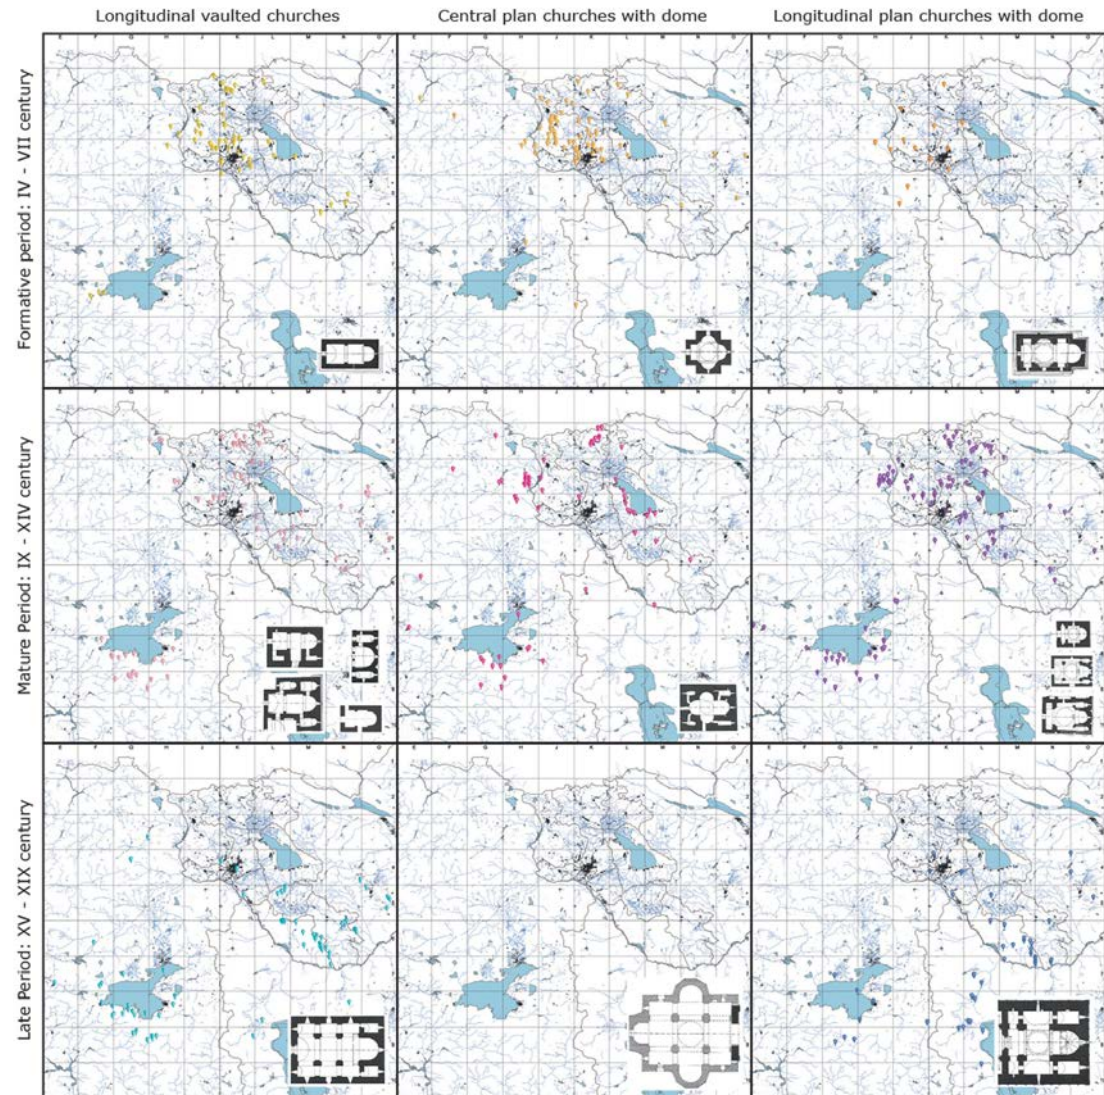 Longitudinal vaulted churches
Central plan churches with dome
Longitudinal plan churches with dome
Formative period: IV - VII century
E F G H J K L M N O
E F G H J K L M N O
E F G H J K L M N O
Mature Period: IX - XIV century
E F G H J K L M N O
E F G H J K L M N O
E F G H J K L M N O
Late Period: XV - XIX century
E F G H J K L M N O
E F G H J K L M N O
E F G H J K L M N O